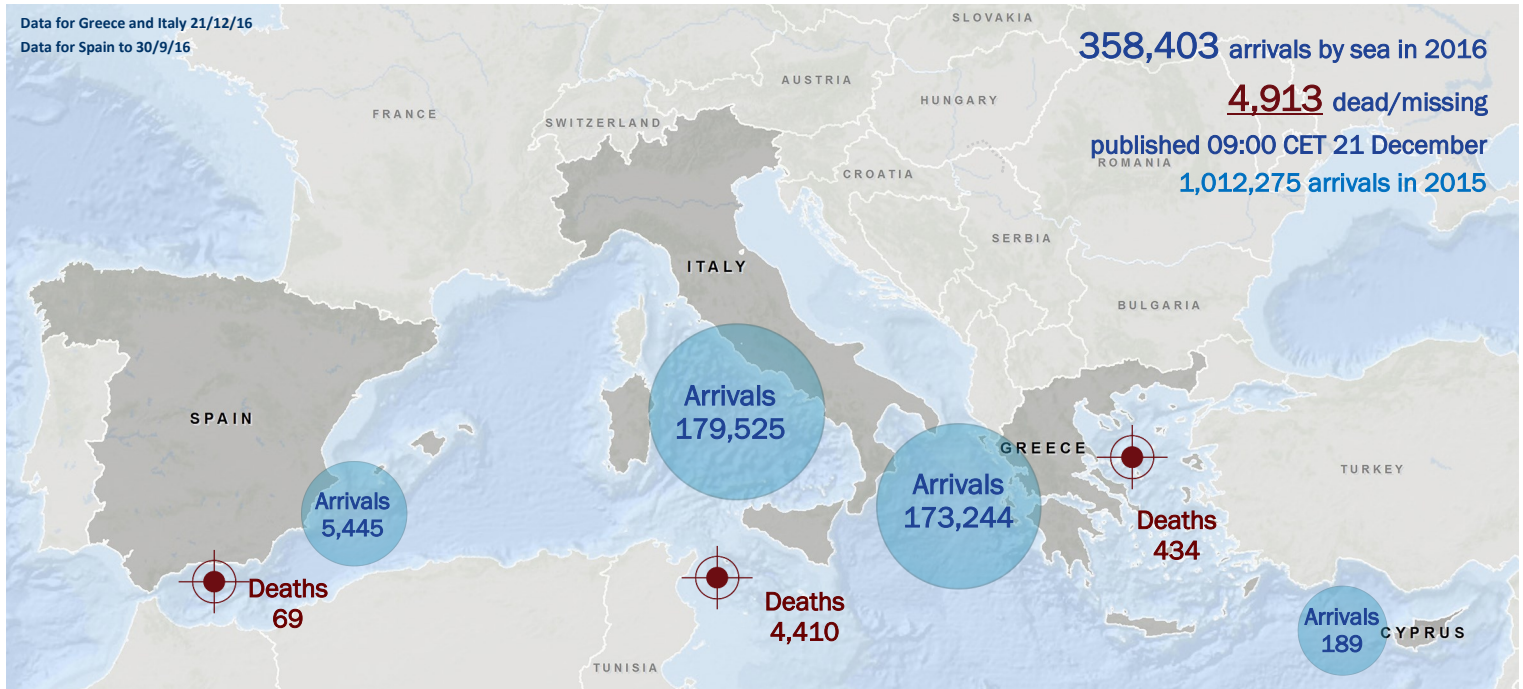 Data for Greece and Italy 21/12/16
Data for Spain to 30/9/16
358,403 arrivals by sea in 2016
4,913 dead/missing
published 09:00 CET 21 December
1,012,275 arrivals in 2015
SLOVAKIA
AUSTRIA
HUNGARY
FRANCE
SWITZERLAND
ROMANIA
CROATIA
SERBIA
ITALY
BULGARIA
SPAIN
Arrivals
179,525
GREECE
TURKEY
Arrivals
5,445
Arrivals
173,244
Deaths
434
Deaths
69
Deaths
4,410
Arrivals
189
CYPRUS
TUNISIA